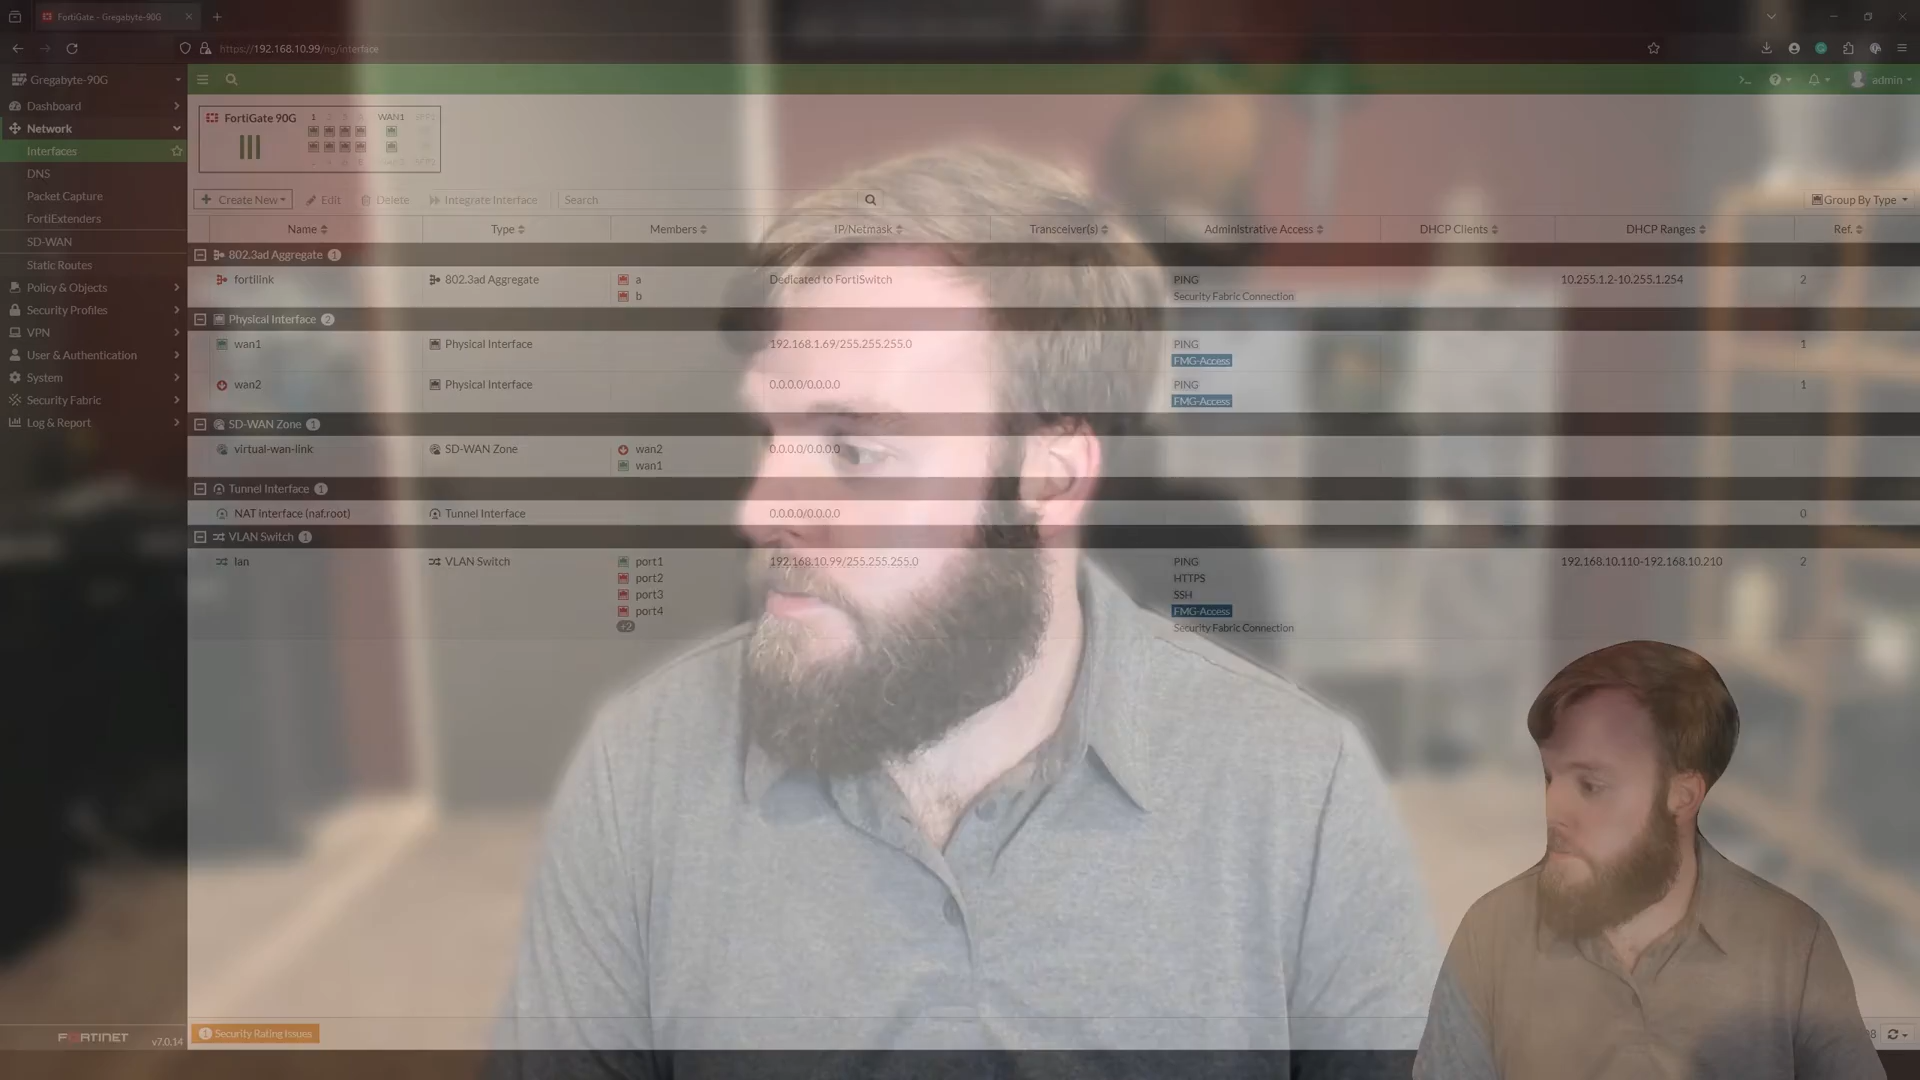 FortiGate - Gregabyte-90G
https://192.168.10.99/ng/interface
Gregabyte-90G
admin
Dashboard
Network
Interfaces
DNS
Packet Capture
FortiExtenders
SD-WAN
Static Routes
Policy & Objects
Security Profiles
VPN
User & Authentication
System
Security Fabric
Log & Report
FortiGate 90G
1
WAN1
Create New
Edit
Delete
Integrate Interface
Search
Group By Type
Name Type Members IP/Netmask Transceiver(s) Administrative Access DHCP Clients DHCP Ranges Ref.
802.3ad Aggregate 1
fortilink 802.3ad Aggregate a Dedicated to FortiSwitch PING 10.255.1.2-10.255.1.254 2
b Security Fabric Connection
Physical Interface 2
wan1 Physical Interface 192.168.1.69/255.255.255.0 PING 1
FMG-Access
wan2 Physical Interface 0.0.0.0/0.0.0.0 PING 1
FMG-Access
SD-WAN Zone 1
virtual-wan-link SD-WAN Zone wan2 0.0.0.0/0.0.0.0
wan1
Tunnel Interface 1
NAT interface (naf.root) Tunnel Interface 0.0.0.0/0.0.0.0 0
VLAN Switch 1
lan VLAN Switch port1 192.168.10.99/255.255.255.0 PING 192.168.10.110-192.168.10.210 2
port2 HTTPS
port3 SSH
port4 FMG-Access
+2 Security Fabric Connection
FORTINET v7.0.14
1 Security Rating Issues